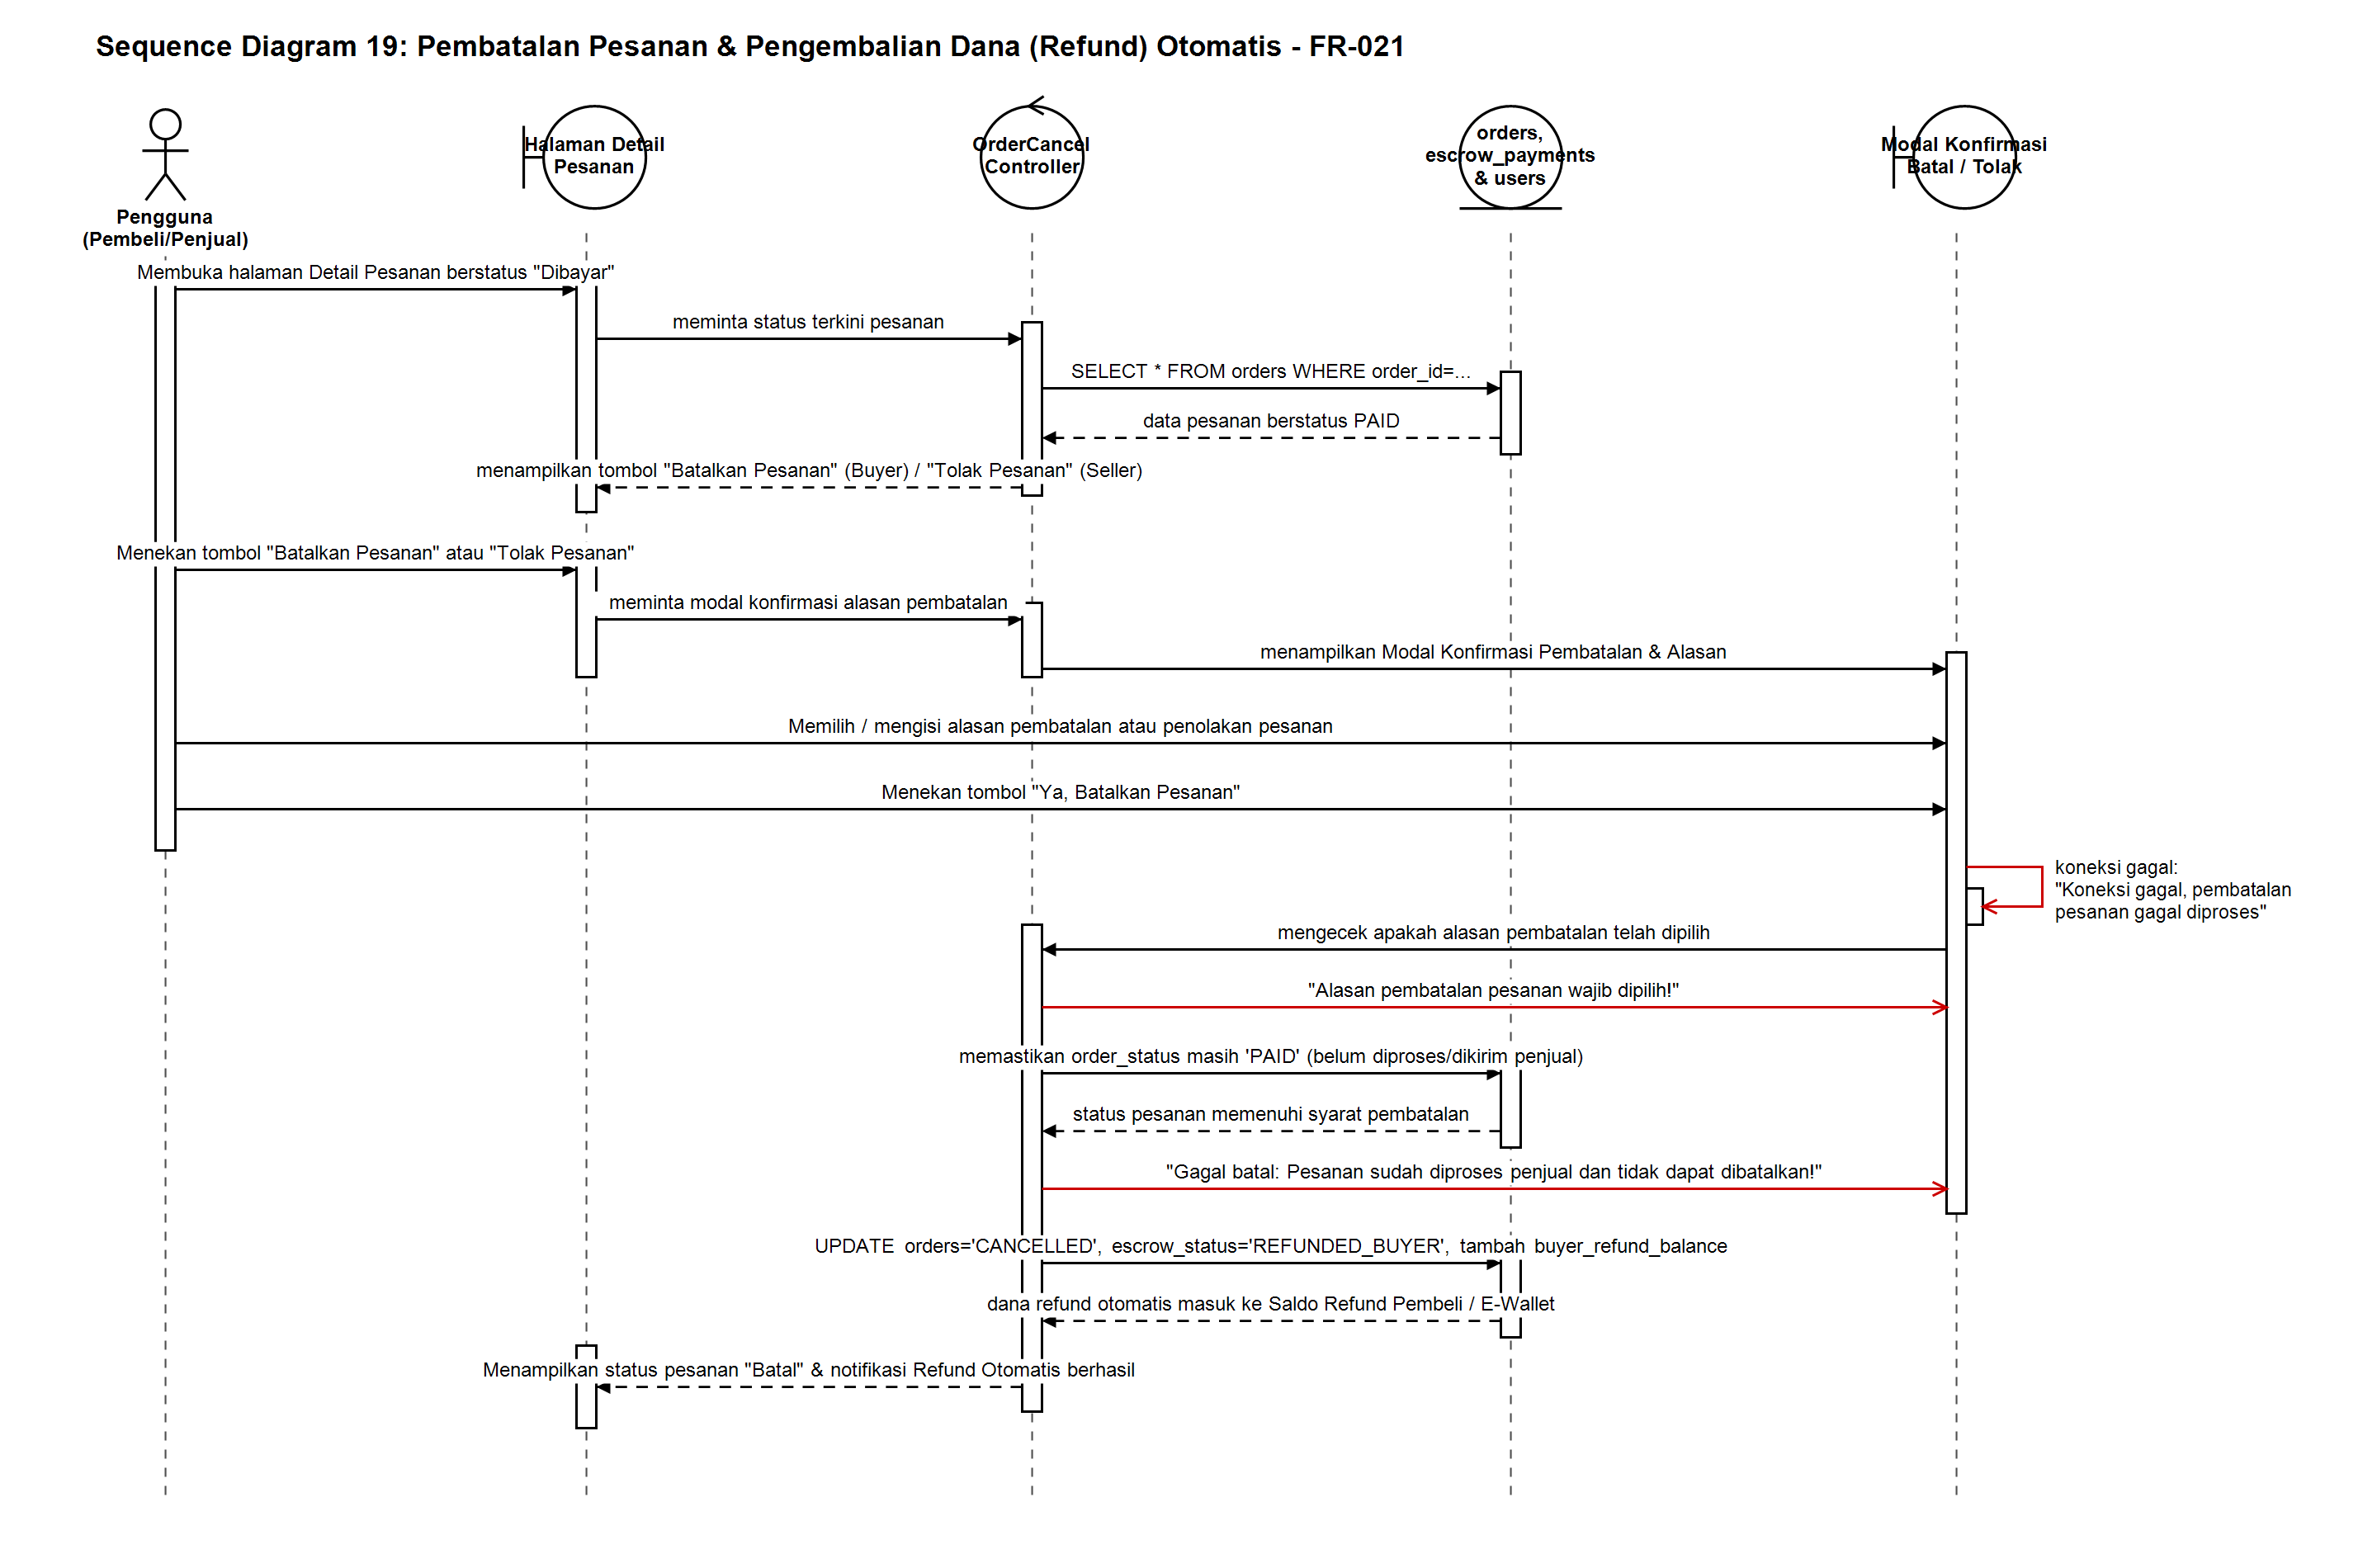 Sequence Diagram 19: Pembatalan Pesanan & Pengembalian Dana (Refund) Otomatis - FR-021
Pengguna
(Pembeli/Penjual)
Halaman Detail
Pesanan
OrderCancel
Controller
orders,
escrow_payments
& users
Modal Konfirmasi
Batal / Tolak
Membuka halaman Detail Pesanan berstatus "Dibayar"
meminta status terkini pesanan
SELECT * FROM orders WHERE order_id=...
data pesanan berstatus PAID
menampilkan tombol "Batalkan Pesanan" (Buyer) / "Tolak Pesanan" (Seller)
Menekan tombol "Batalkan Pesanan" atau "Tolak Pesanan"
meminta modal konfirmasi alasan pembatalan
menampilkan Modal Konfirmasi Pembatalan & Alasan
Memilih / mengisi alasan pembatalan atau penolakan pesanan
Menekan tombol "Ya, Batalkan Pesanan"
koneksi gagal:
"Koneksi gagal, pembatalan
pesanan gagal diproses"
mengecek apakah alasan pembatalan telah dipilih
"Alasan pembatalan pesanan wajib dipilih!"
memastikan order_status masih 'PAID' (belum diproses/dikirim penjual)
status pesanan memenuhi syarat pembatalan
"Gagal batal: Pesanan sudah diproses penjual dan tidak dapat dibatalkan!"
UPDATE orders='CANCELLED', escrow_status='REFUNDED_BUYER', tambah buyer_refund_balance
dana refund otomatis masuk ke Saldo Refund Pembeli / E-Wallet
Menampilkan status pesanan "Batal" & notifikasi Refund Otomatis berhasil